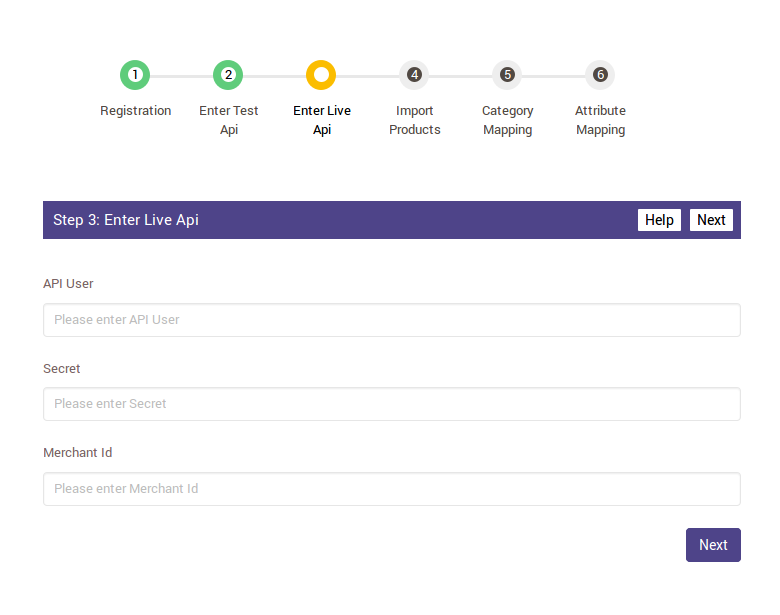 1 2 4 5 6
Registration Enter Test Enter Live Import Category Attribute
Api Api Products Mapping Mapping
Step 3: Enter Live Api Help Next
API User
Please enter API User
Secret
Please enter Secret
Merchant Id
Please enter Merchant Id
Next